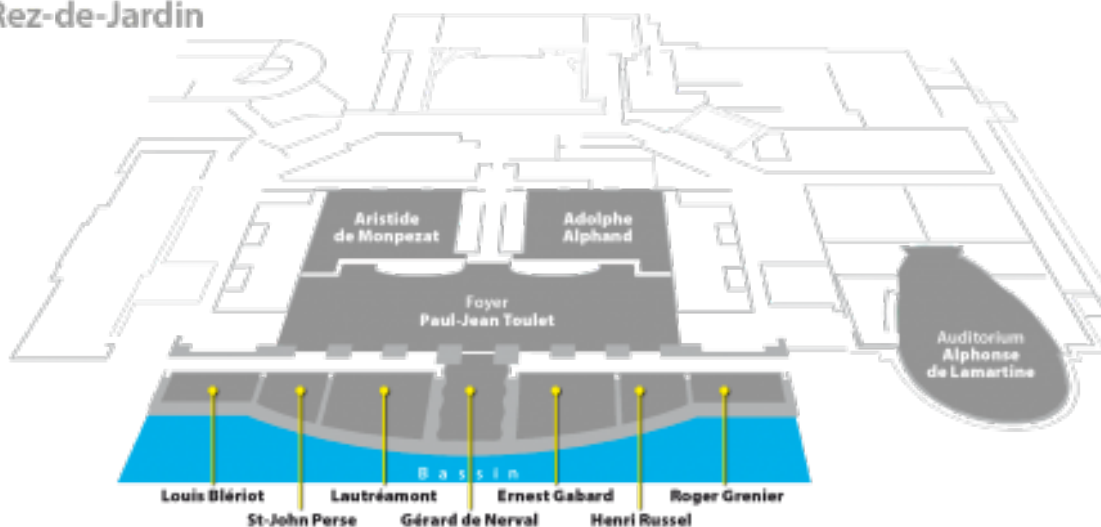 Rez-de-Jardin
Aristide
de Monpezat
Adolphe
Alphand
Foyer
Paul-Jean Toulet
Auditorium
Alphonse
de Lamartine
Bassin
Louis Blériot
Lautréamont
Ernest Gabard
Roger Grenier
St-John Perse
Gérard de Nerval
Henri Russel